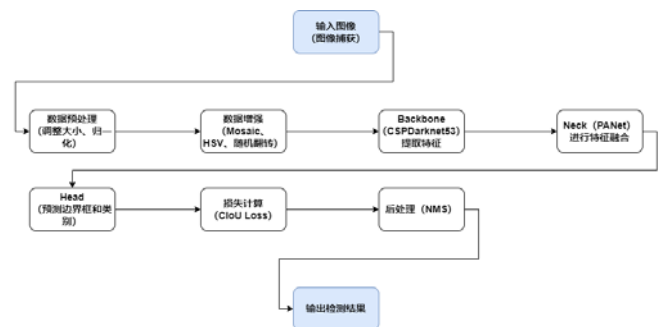 输入图像
(图像捕获)
数据预处理
(调整大小、归一
化)
数据增强
(Mosaic、
HSV、随机翻转)
Backbone
(CSPDarknet53)
提取特征
Neck (PANet)
进行特征融合
Head
(预测边界框和类
别)
损失计算
(CIoU Loss)
后处理 (NMS)
输出检测结果